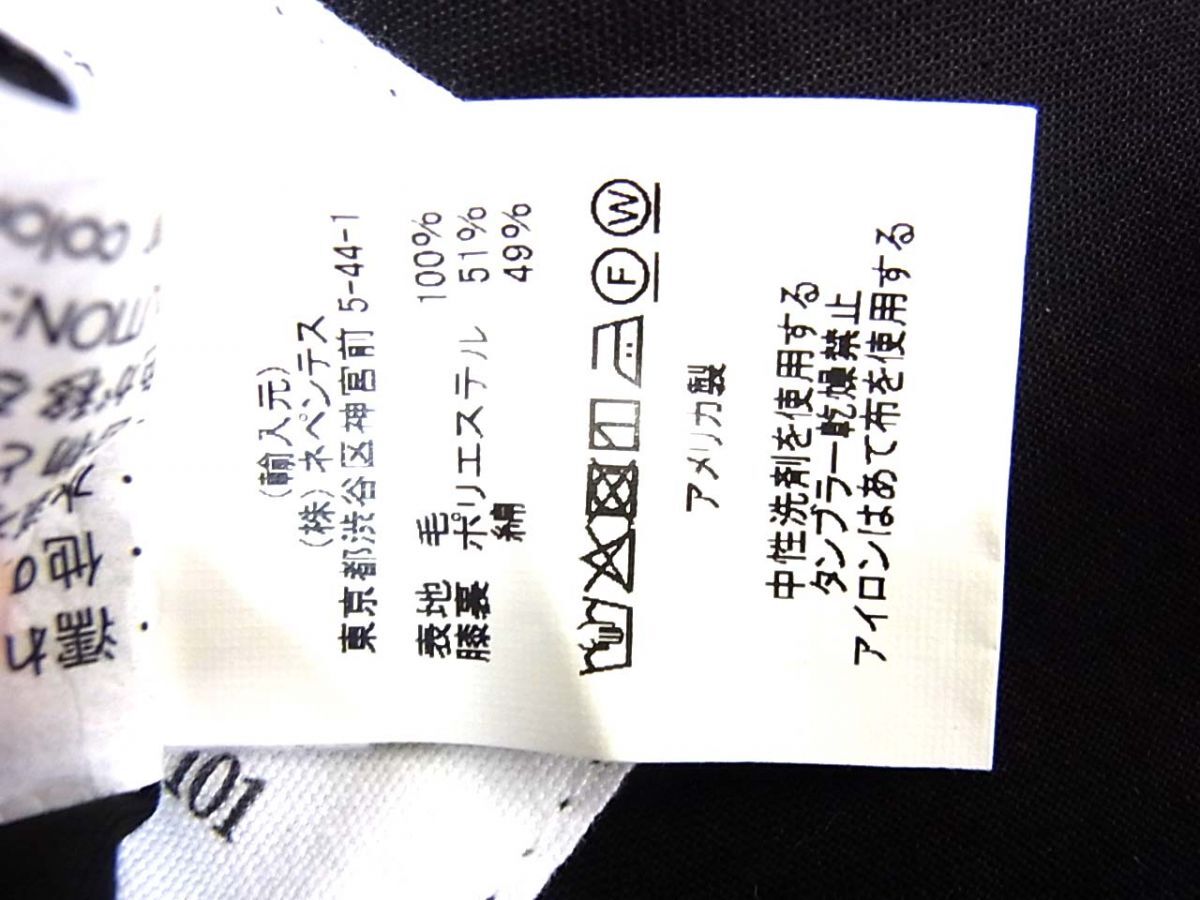 (輸入元)
(株)ネペンテス
東京都渋谷区神宮前 5-44-1
表地 毛 100%
膝裏 ポリエステル 51%
絹 49%
F W
アメリカ製
中性洗剤を使用する
タンブラー乾燥禁止
アイロンはあて布を使用する
101